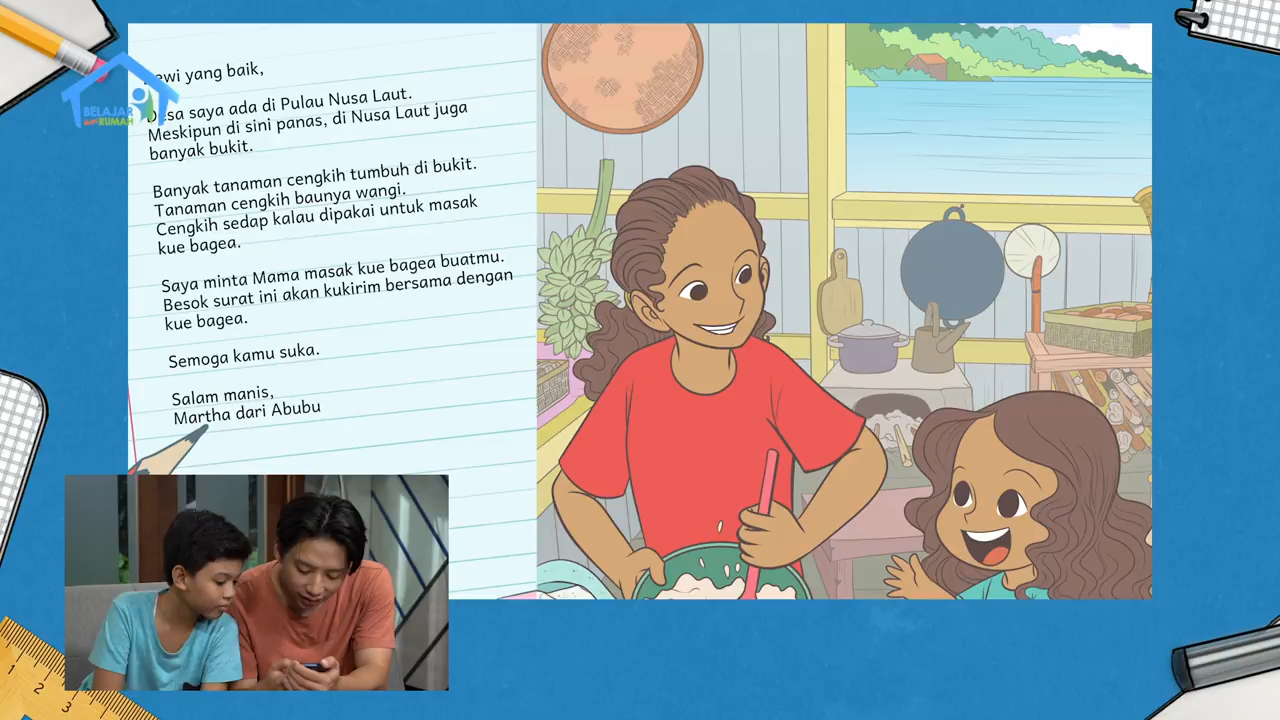 BELAJAR
RUMAH
yang baik,
saya ada di Pulau Nusa Laut.
Meskipun di sini panas, di Nusa Laut juga
banyak bukit.
Banyak tanaman cengkih tumbuh di bukit.
Tanaman cengkih baunya wangi.
Cengkih sedap kalau dipakai untuk masak
kue bagea.
Saya minta Mama masak kue bagea buatmu.
Besok surat ini akan kukirim bersama dengan
kue bagea.
Semoga kamu suka.
Salam manis,
Martha dari Abubu
1
2
3